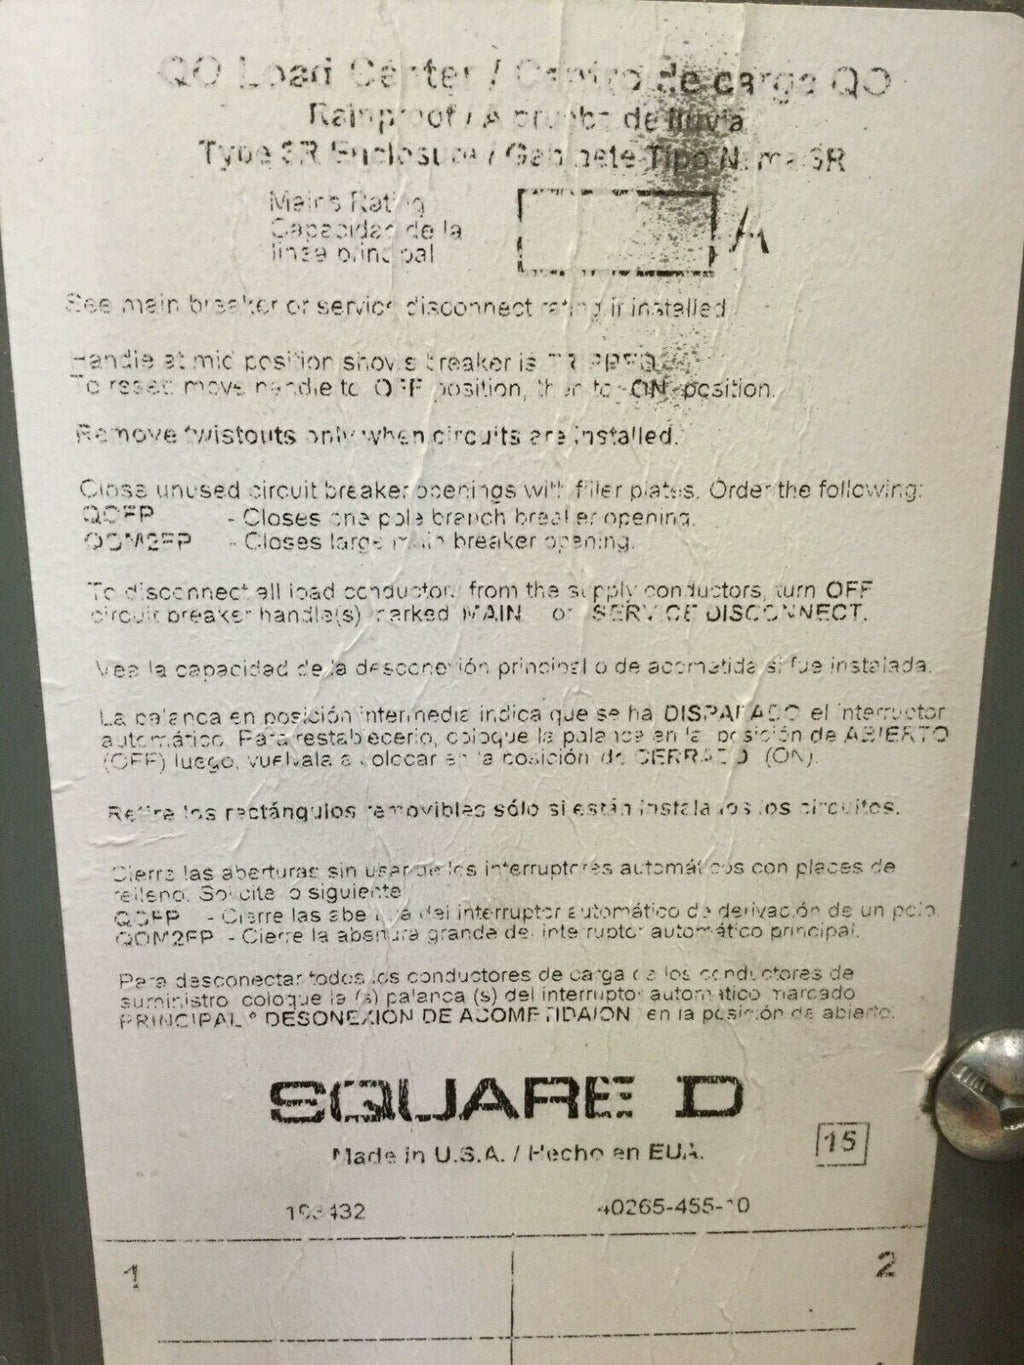 QO Load Center / Centro de carga QO
Rainproof / A prueba de lluvia
Type 3R Enclosure / Gabinete Tipo Nema 3R
Mains Rating
Capacidad de la
linea principal
A
See main breaker or service disconnect rating if installed
Handle at mid position shows breaker is TRIPPED.
To reset move handle to OFF position, then to ON position.
Remove twistouts only when circuits are installed.
Close unused circuit breaker openings with filler plates. Order the following:
QOFP - Closes one pole branch breaker opening.
QOM2FP - Closes large main breaker opening.
To disconnect all load conductors from the supply conductors, turn OFF
circuit breaker handle(s) marked MAIN or SERVICE DISCONNECT.
Vea la capacidad de la desconexión principal o de acometida si fue instalada.
La palanca en posición intermedia indica que se ha DISPARADO el interruptor
automático. Para restablecerlo, coloque la palanca en la posición de ABIERTO
(OFF) luego, vuelvala a colocar en la posición de CERRADO (ON).
Retire los rectángulos removibles sólo si están instalados los circuitos.
Cierre las aberturas sin usar de los interruptores automáticos con placas de
relleno. Solicite lo siguiente
QOFP - Cierre las abertura del interruptor automático de derivación de un polo.
QOM2FP - Cierre la abertura grande del interruptor automático principal.
Para desconectar todos los conductores de carga de los conductores de
suministro coloque la (s) palanca (s) del interruptor automático marcado
PRINCIPAL o DESONEXION DE ACOMETIDAION en la posición de abierto.
SQUARE D
Made in U.S.A. / Hecho en EUA.
15
40265-455-10
1
2